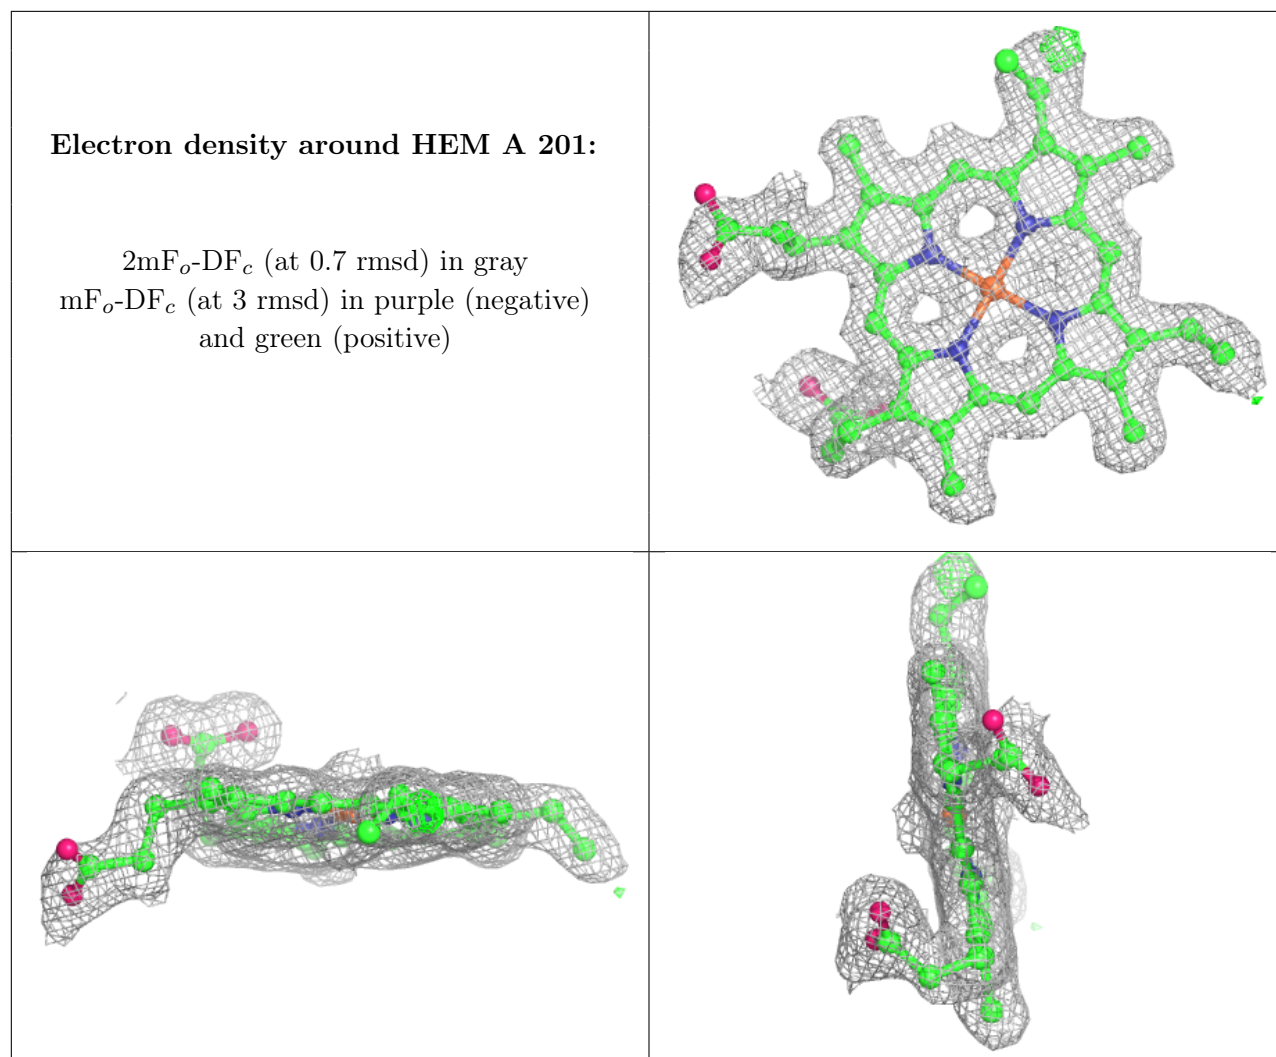 Electron density around HEM A 201:
2mFₒ-DF𝒸 (at 0.7 rmsd) in gray
mFₒ-DF𝒸 (at 3 rmsd) in purple (negative)
and green (positive)